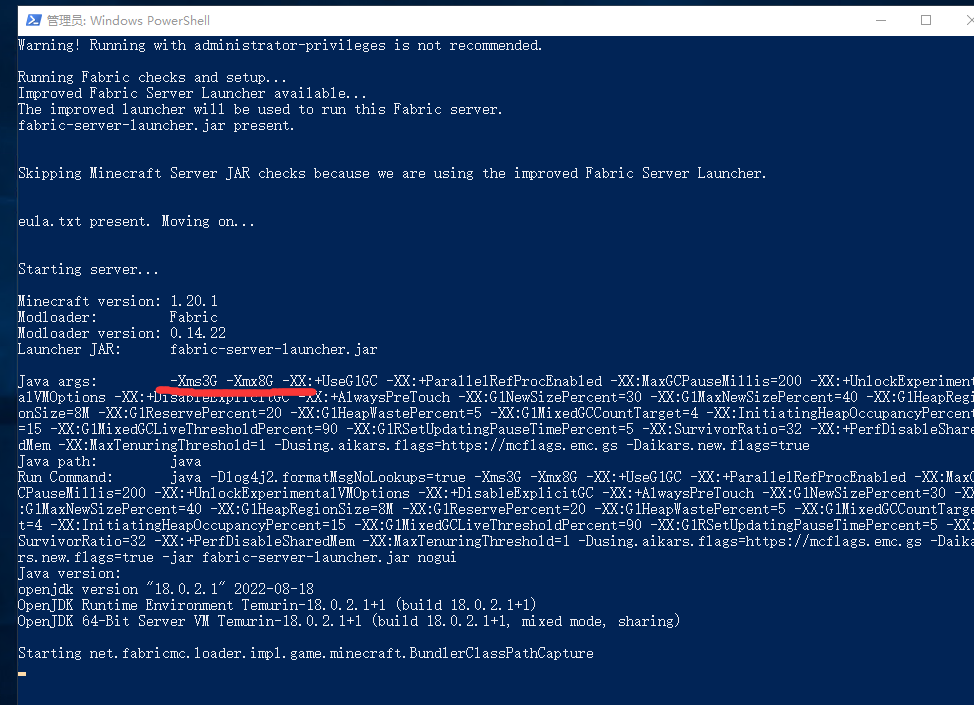 管理员: Windows PowerShell
Warning! Running with administrator-privileges is not recommended.
Running Fabric checks and setup...
Improved Fabric Server Launcher available...
The improved launcher will be used to run this Fabric server.
fabric-server-launcher.jar present.
Skipping Minecraft Server JAR checks because we are using the improved Fabric Server Launcher.
eula.txt present. Moving on...
Starting server...
Minecraft version: 1.20.1
Modloader: Fabric
Modloader version: 0.14.22
Launcher JAR: fabric-server-launcher.jar
Java args: -Xms3G -Xmx8G -XX:+UseG1GC -XX:+ParallelRefProcEnabled -XX:MaxGCPauseMillis=200 -XX:+UnlockExperiment
alVMOptions -XX:+DisableExplicitGC -XX:+AlwaysPreTouch -XX:G1NewSizePercent=30 -XX:G1MaxNewSizePercent=40 -XX:G1HeapRegi
onSize=8M -XX:G1ReservePercent=20 -XX:G1HeapWastePercent=5 -XX:G1MixedGCCountTarget=4 -XX:InitiatingHeapOccupancyPercent
=15 -XX:G1MixedGCLiveThresholdPercent=90 -XX:G1RSetUpdatingPauseTimePercent=5 -XX:SurvivorRatio=32 -XX:+PerfDisableShare
dMem -XX:MaxTenuringThreshold=1 -Dusing.aikars.flags=https://mcflags.emc.gs -Daikars.new.flags=true
Java path: java
Run Command: java -Dlog4j2.formatMsgNoLookups=true -Xms3G -Xmx8G -XX:+UseG1GC -XX:+ParallelRefProcEnabled -XX:MaxG
CPauseMillis=200 -XX:+UnlockExperimentalVMOptions -XX:+DisableExplicitGC -XX:+AlwaysPreTouch -XX:G1NewSizePercent=30 -XX
:G1MaxNewSizePercent=40 -XX:G1HeapRegionSize=8M -XX:G1ReservePercent=20 -XX:G1HeapWastePercent=5 -XX:G1MixedGCCountTarge
t=4 -XX:InitiatingHeapOccupancyPercent=15 -XX:G1MixedGCLiveThresholdPercent=90 -XX:G1RSetUpdatingPauseTimePercent=5 -XX:
SurvivorRatio=32 -XX:+PerfDisableSharedMem -XX:MaxTenuringThreshold=1 -Dusing.aikars.flags=https://mcflags.emc.gs -Daika
rs.new.flags=true -jar fabric-server-launcher.jar nogui
Java version:
openjdk version "18.0.2.1" 2022-08-18
OpenJDK Runtime Environment Temurin-18.0.2.1+1 (build 18.0.2.1+1)
OpenJDK 64-Bit Server VM Temurin-18.0.2.1+1 (build 18.0.2.1+1, mixed mode, sharing)
Starting net.fabricmc.loader.impl.game.minecraft.BundlerClassPathCapture